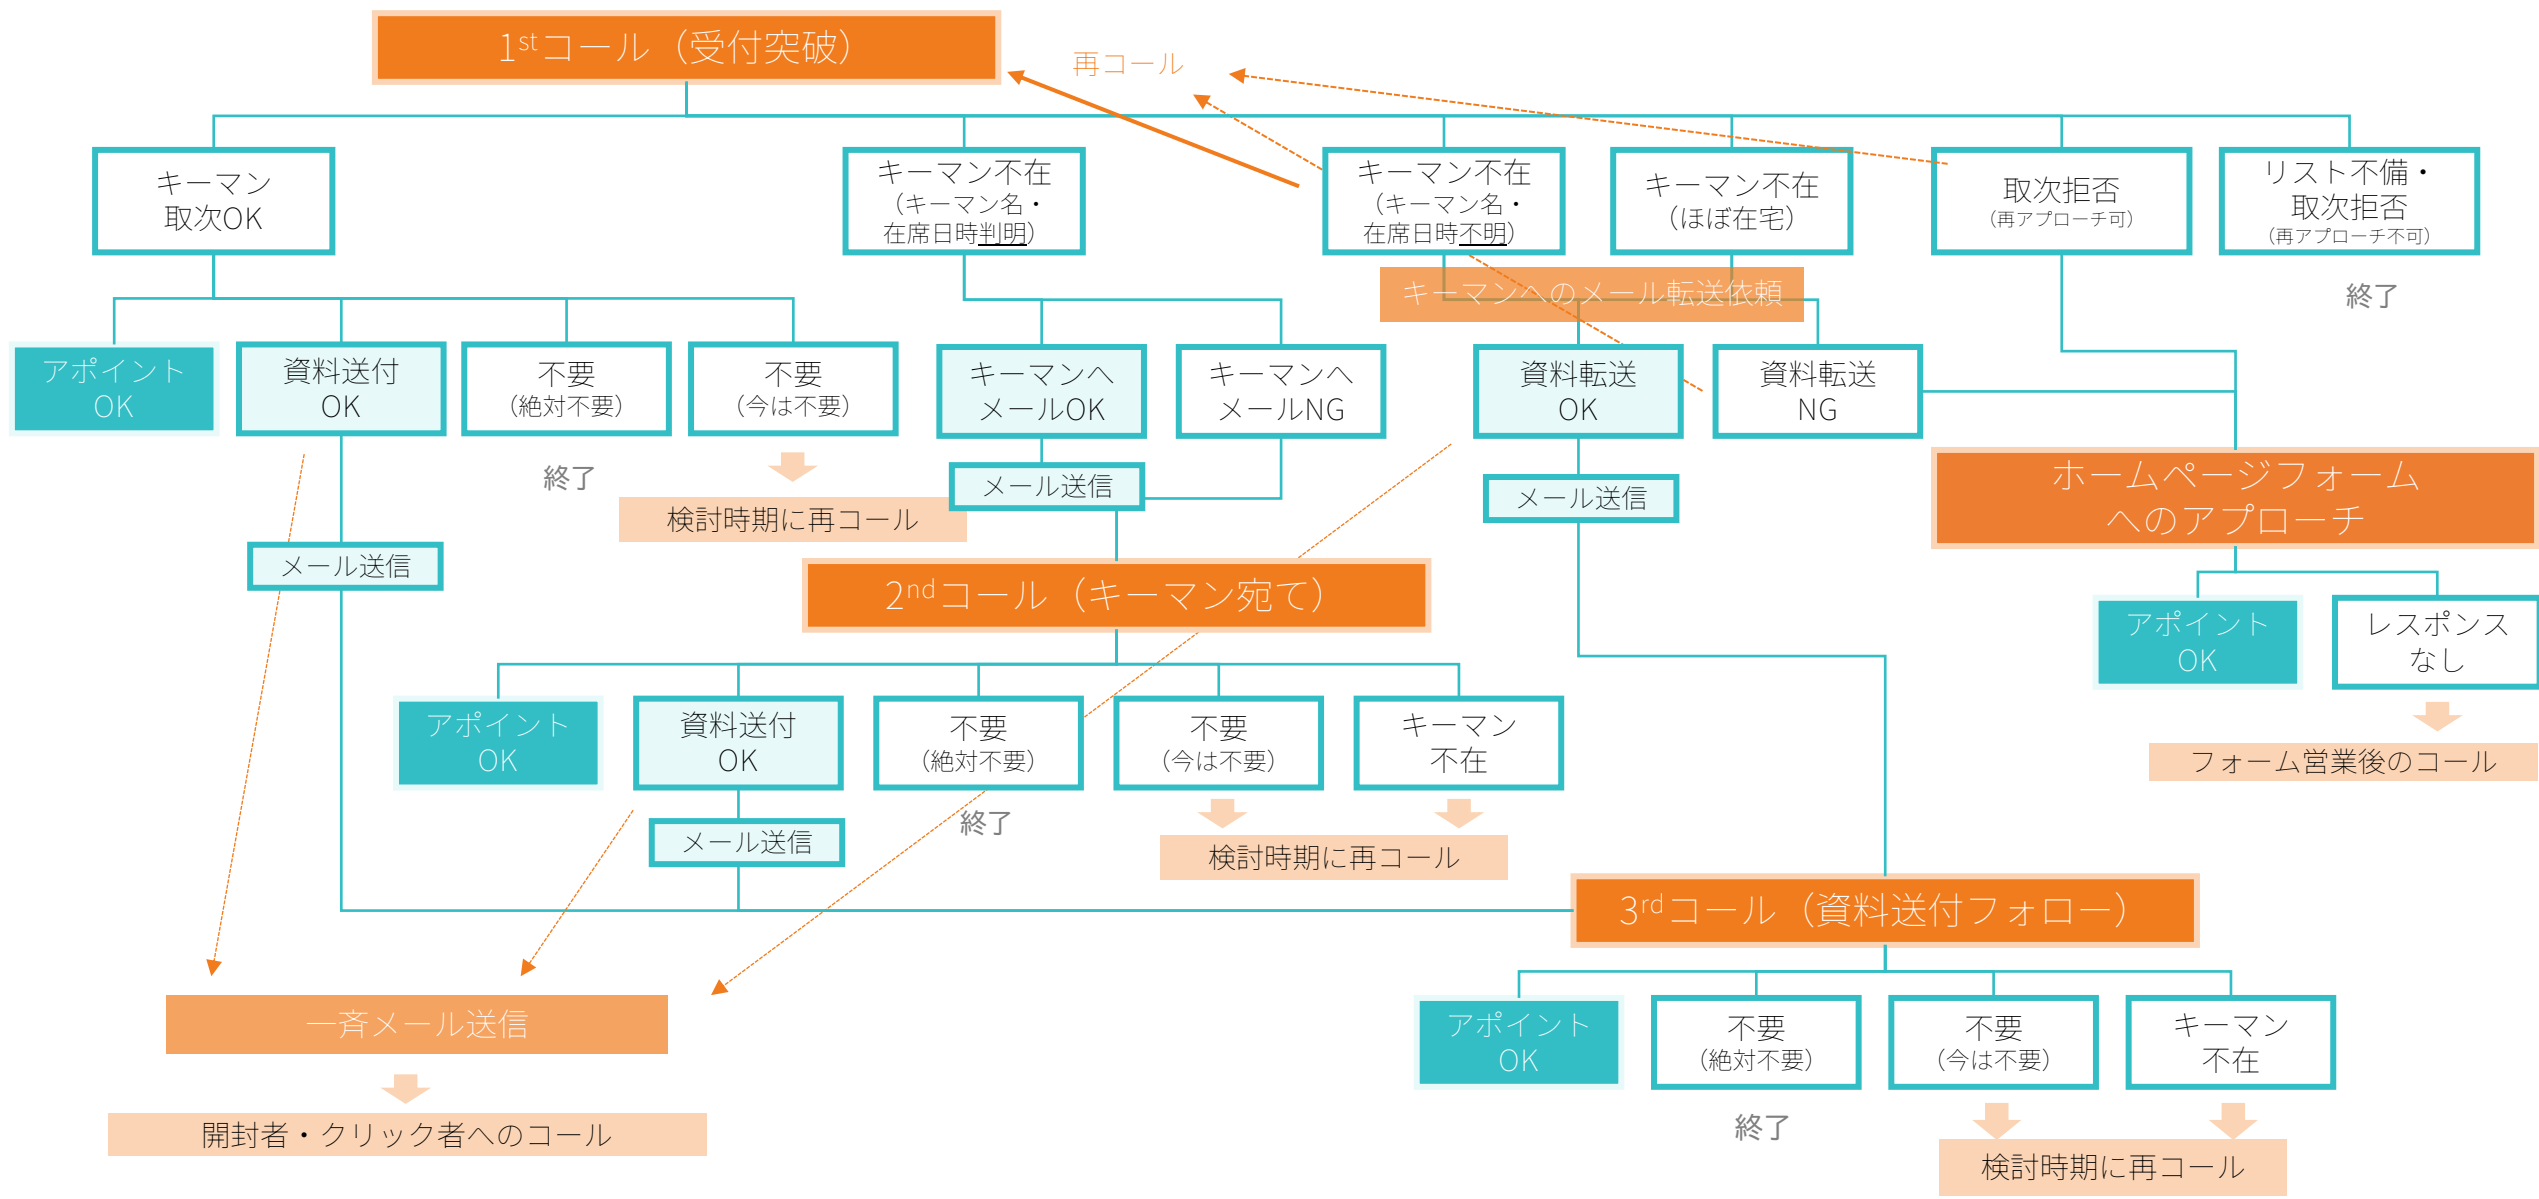 1stコール（受付突破）
再コール
キーマン
取次OK
キーマン不在
（キーマン名・
在席日時判明）
キーマン不在
（キーマン名・
在席日時不明）
キーマン不在
（ほぼ在宅）
取次拒否
（再アプローチ可）
リスト不備・
取次拒否
（再アプローチ不可）
終了
キーマンへのメール転送依頼
アポイント
OK
資料送付
OK
不要
（絶対不要）
不要
（今は不要）
キーマンへ
メールOK
キーマンへ
メールNG
資料転送
OK
資料転送
NG
終了
検討時期に再コール
メール送信
メール送信
メール送信
ホームページフォーム
へのアプローチ
2ndコール（キーマン宛て）
アポイント
OK
レスポンス
なし
フォーム営業後のコール
アポイント
OK
資料送付
OK
不要
（絶対不要）
不要
（今は不要）
キーマン
不在
メール送信
終了
検討時期に再コール
3rdコール（資料送付フォロー）
アポイント
OK
不要
（絶対不要）
不要
（今は不要）
キーマン
不在
終了
検討時期に再コール
一斉メール送信
開封者・クリック者へのコール